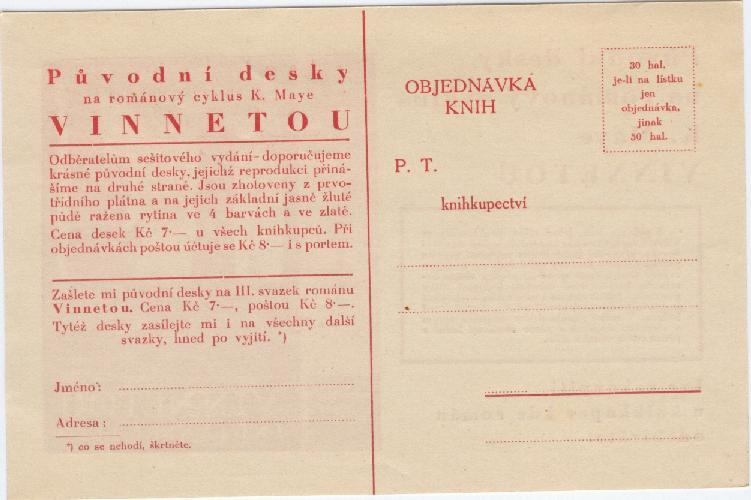 Původní desky
na románový cyklus K. Maye
VINNETOU
Odběratelům sešitového vydání doporučujeme
krásné původní desky, jejichž reprodukci přiná-
šíme na druhé straně. Jsou zhotoveny z prvo-
třídního plátna a na jejich základní jasně žluté
půdě ražena rytina ve 4 barvách a ve zlatě.
Cena desek Kč 7·— u všech knihkupců. Při
objednávkách poštou účtuje se Kč 8·— i s portem.
Zašlete mi původní desky na III. svazek románu
Vinnetou. Cena Kč 7·—, poštou Kč 8·—.
Tytéž desky zasílejte mi i na všechny další
svazky, hned po vyjití. *)
Jméno:
Adresa:
*) co se nehodí, škrtněte.
OBJEDNÁVKA
KNIH
30 hal.
je-li na lístku
jen
objednávka,
jinak
50 hal.
P. T.
knihkupectví